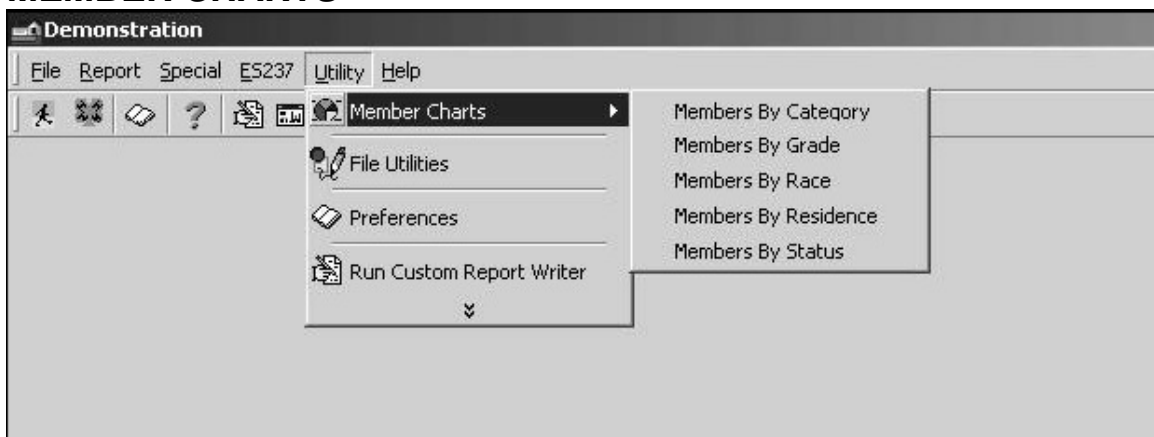 MEMBER CHARTS
Demonstration
File Report Special ES237 Utility Help
Member Charts
Members By Category
Members By Grade
Members By Race
Members By Residence
Members By Status
File Utilities
Preferences
Run Custom Report Writer